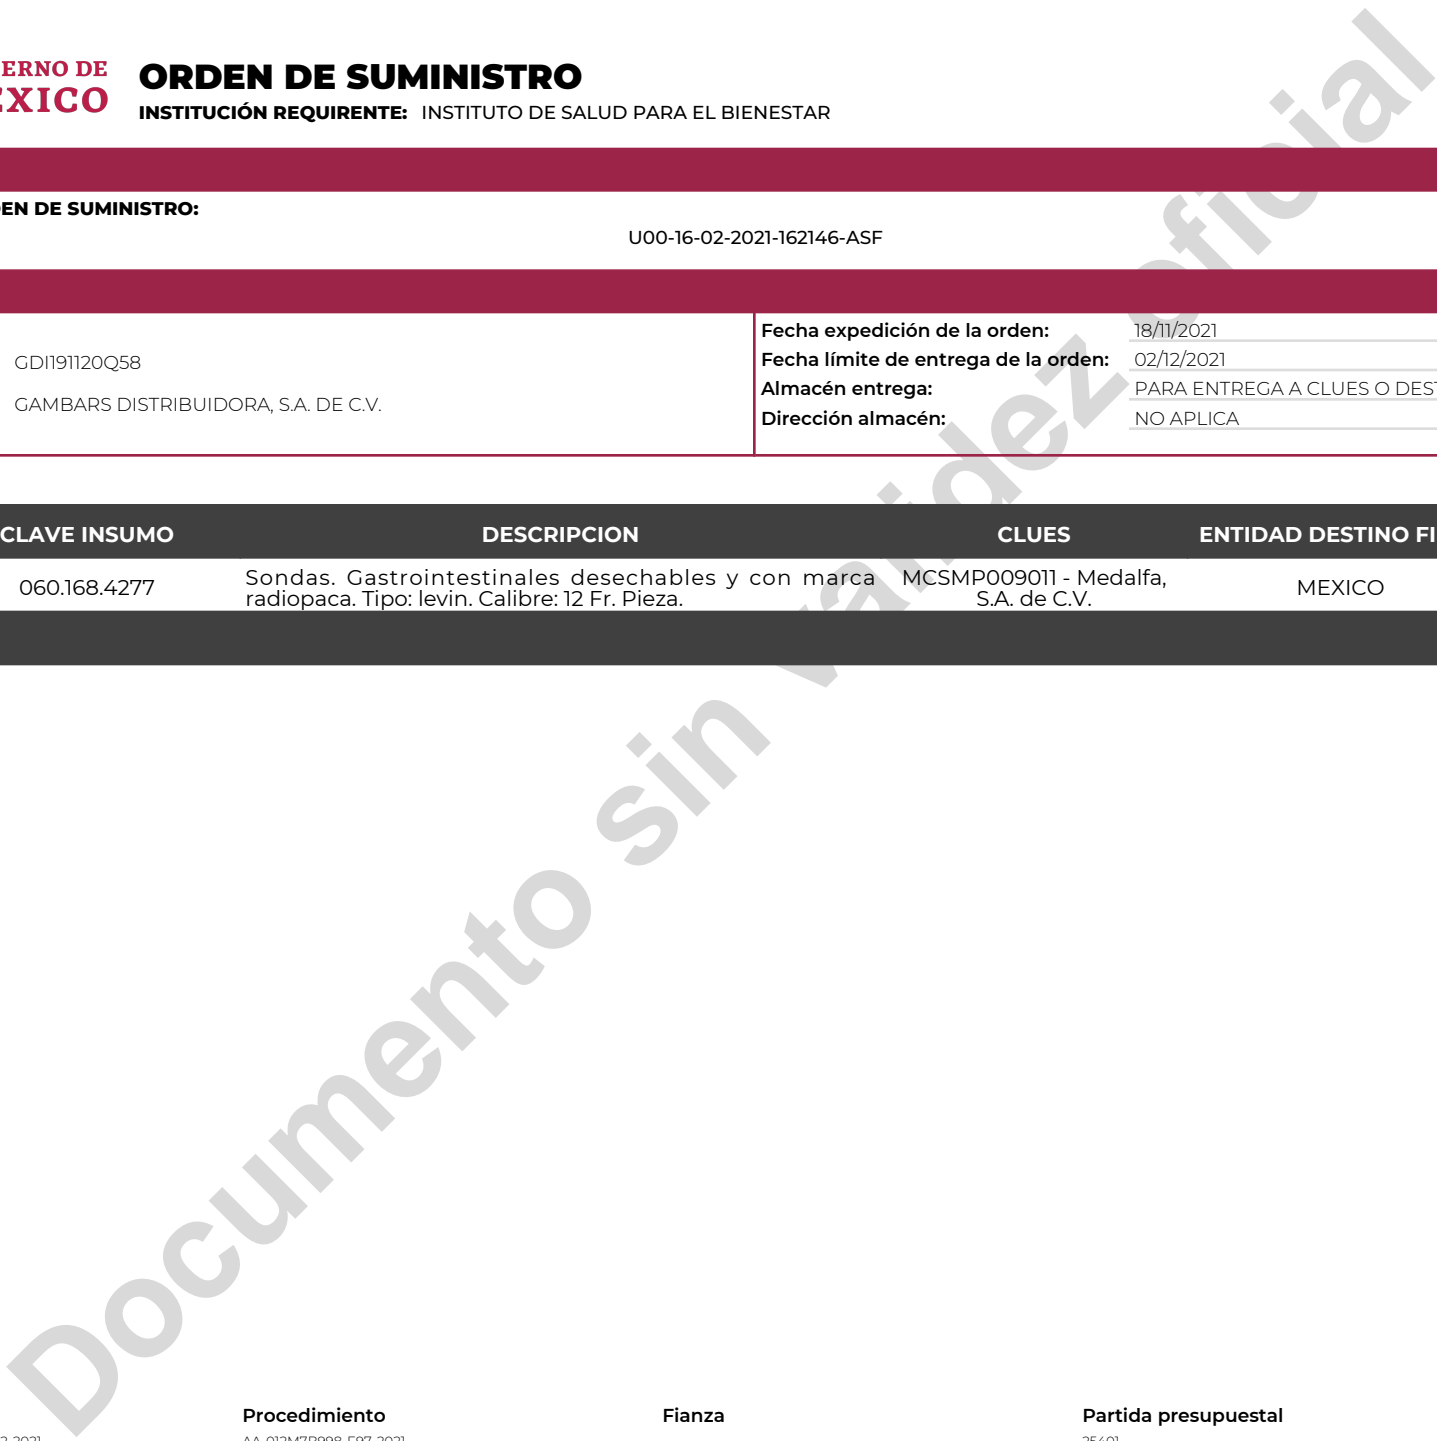 ERNO DE
EXICO
ORDEN DE SUMINISTRO
INSTITUCIÓN REQUIRENTE: INSTITUTO DE SALUD PARA EL BIENESTAR
EN DE SUMINISTRO:
U00-16-02-2021-162146-ASF
GDI191120Q58
GAMBARS DISTRIBUIDORA, S.A. DE C.V.
Fecha expedición de la orden: 18/11/2021
Fecha límite de entrega de la orden: 02/12/2021
Almacén entrega: PARA ENTREGA A CLUES O DEST
Dirección almacén: NO APLICA
CLAVE INSUMO DESCRIPCION CLUES ENTIDAD DESTINO FI
060.168.4277 Sondas. Gastrointestinales desechables y con marca radiopaca. Tipo: levin. Calibre: 12 Fr. Pieza. MCSMP009011 - Medalfa, S.A. de C.V. MEXICO
Documento sin validez oficial
Procedimiento Fianza Partida presupuestal